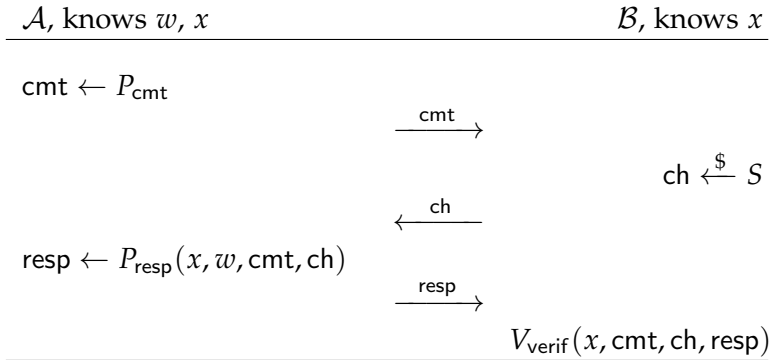 𝒜, knows w, x ℬ, knows x
cmt ← P_cmt
cmt
ch ←$ S
ch
resp ← P_resp(x, w, cmt, ch)
resp
V_verif(x, cmt, ch, resp)